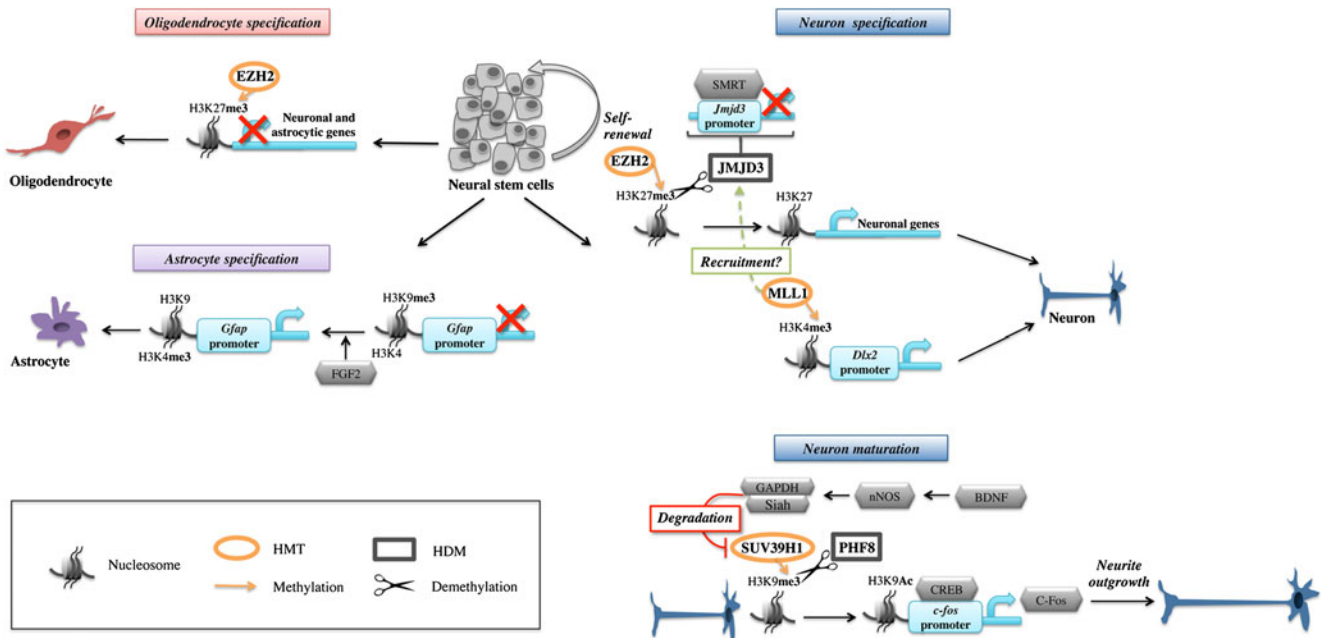 Oligodendrocyte specification
EZH2
H3K27me3
Neuronal and
astrocytic genes
Oligodendrocyte
Neural stem cells
Self-
renewal
Neuron specification
SMRT
Jmjd3
promoter
EZH2
JMJD3
H3K27me3
H3K27
Neuronal genes
Recruitment?
MLL1
H3K4me3
Dlx2
promoter
Neuron
Astrocyte specification
H3K9
Gfap
promoter
H3K4me3
Astrocyte
H3K9me3
Gfap
promoter
H3K4
FGF2
Neuron maturation
GAPDH
Siah
nNOS
BDNF
Degradation
SUV39H1
PHF8
H3K9me3
H3K9Ac
CREB
c-fos
promoter
C-Fos
Neurite
outgrowth
Nucleosome
HMT
HDM
Methylation
Demethylation